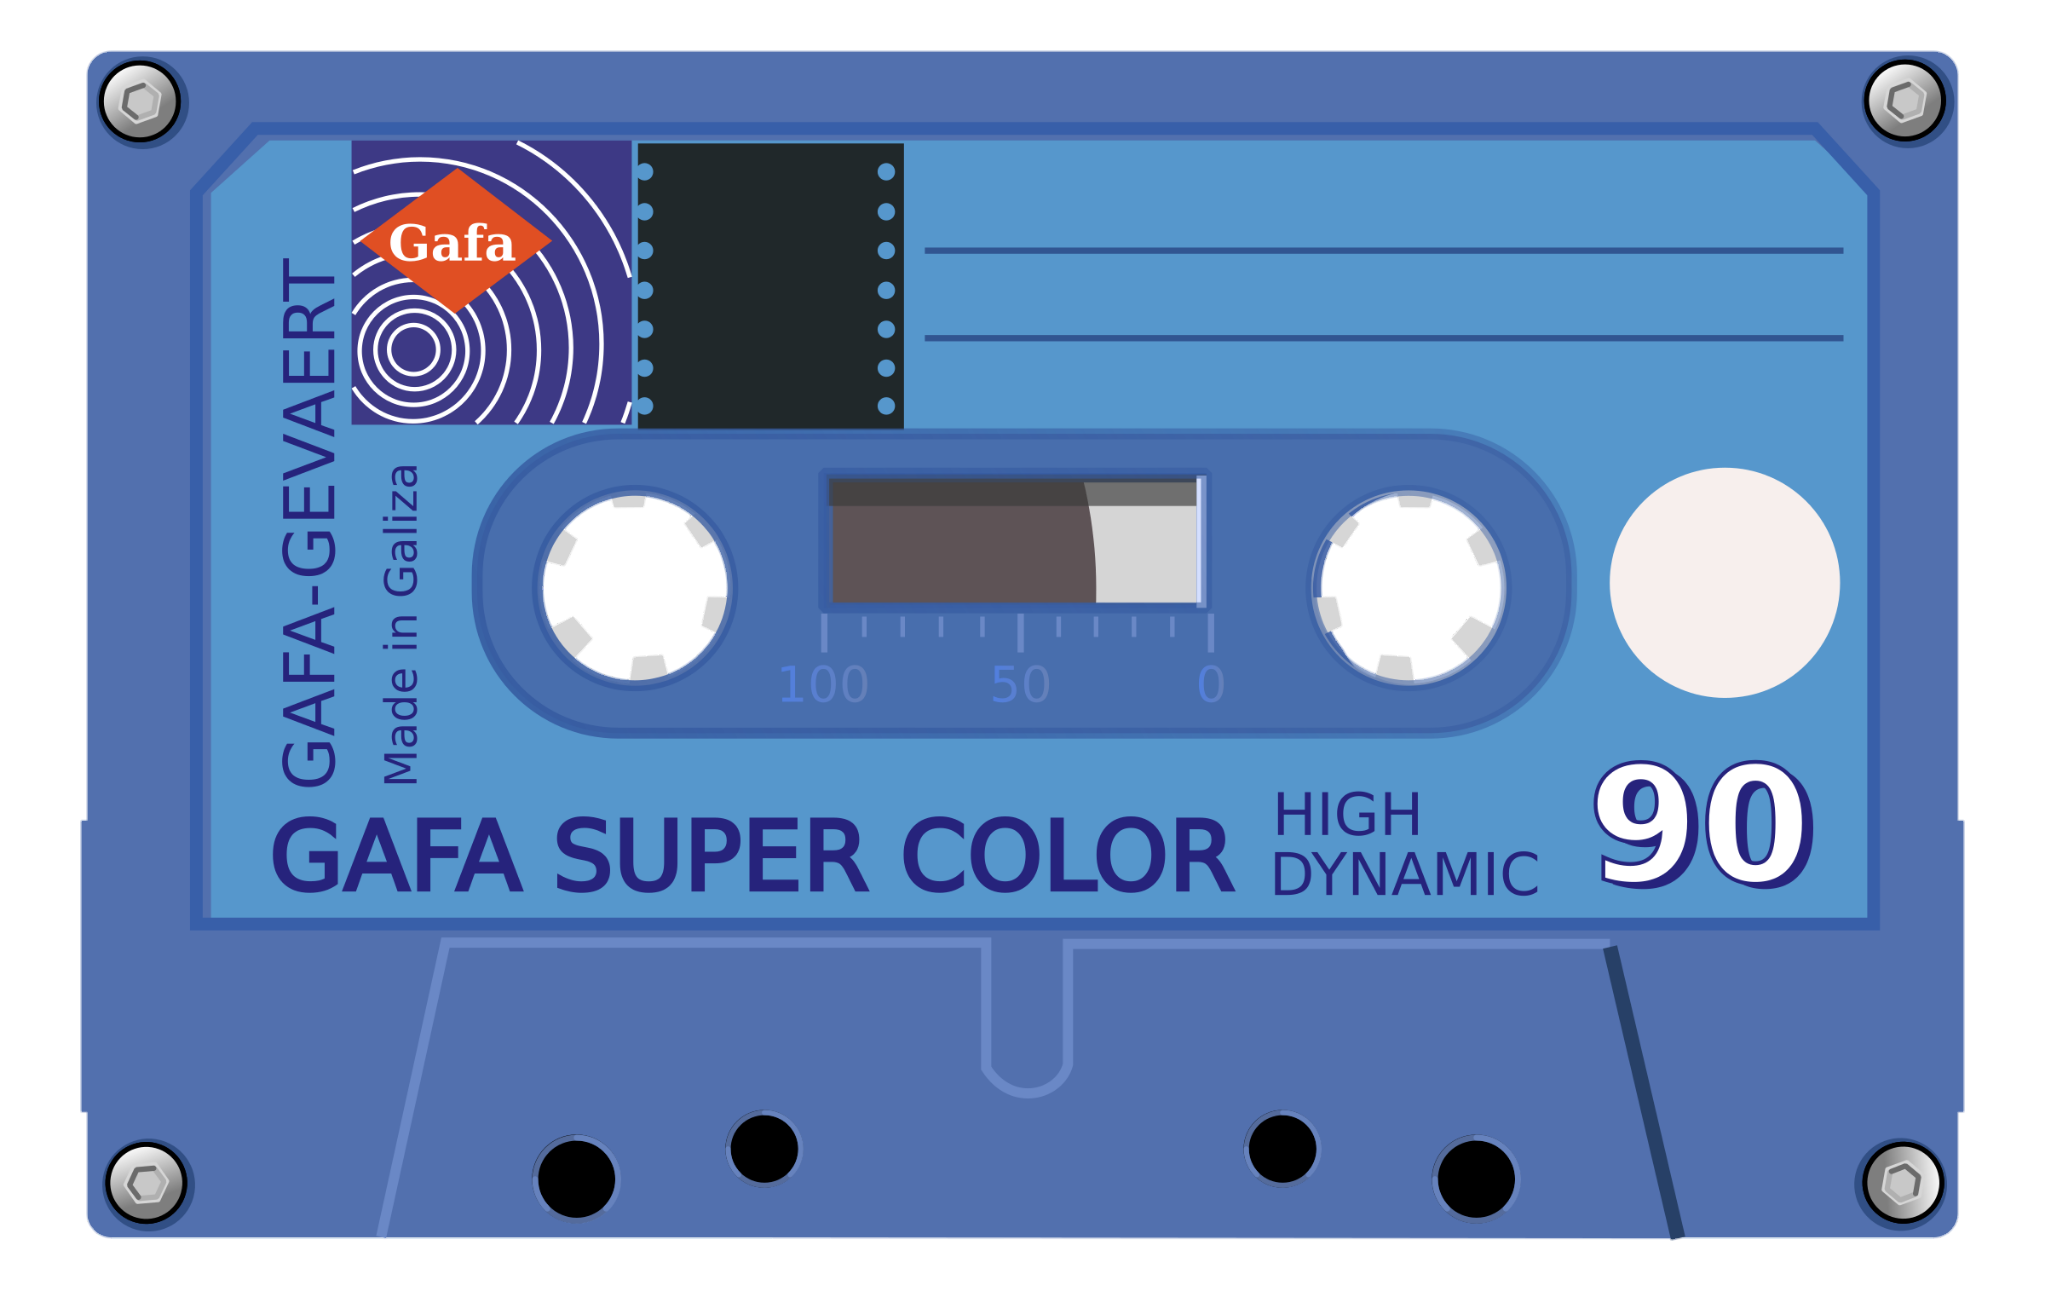 Gafa
GAFA-GEVAERT
Made in Galiza
100 50 0
GAFA SUPER COLOR
HIGH
DYNAMIC
90